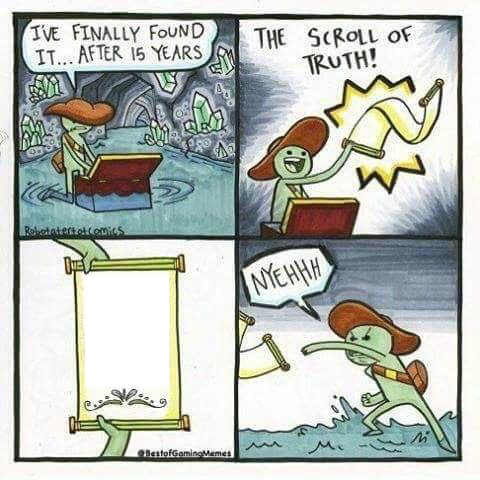 I'VE FINALLY FOUND
IT... AFTER 15 YEARS
THE SCROLL OF
TRUTH!
Robotatertotcomics
@BestofGamingMemes
NYEHHH